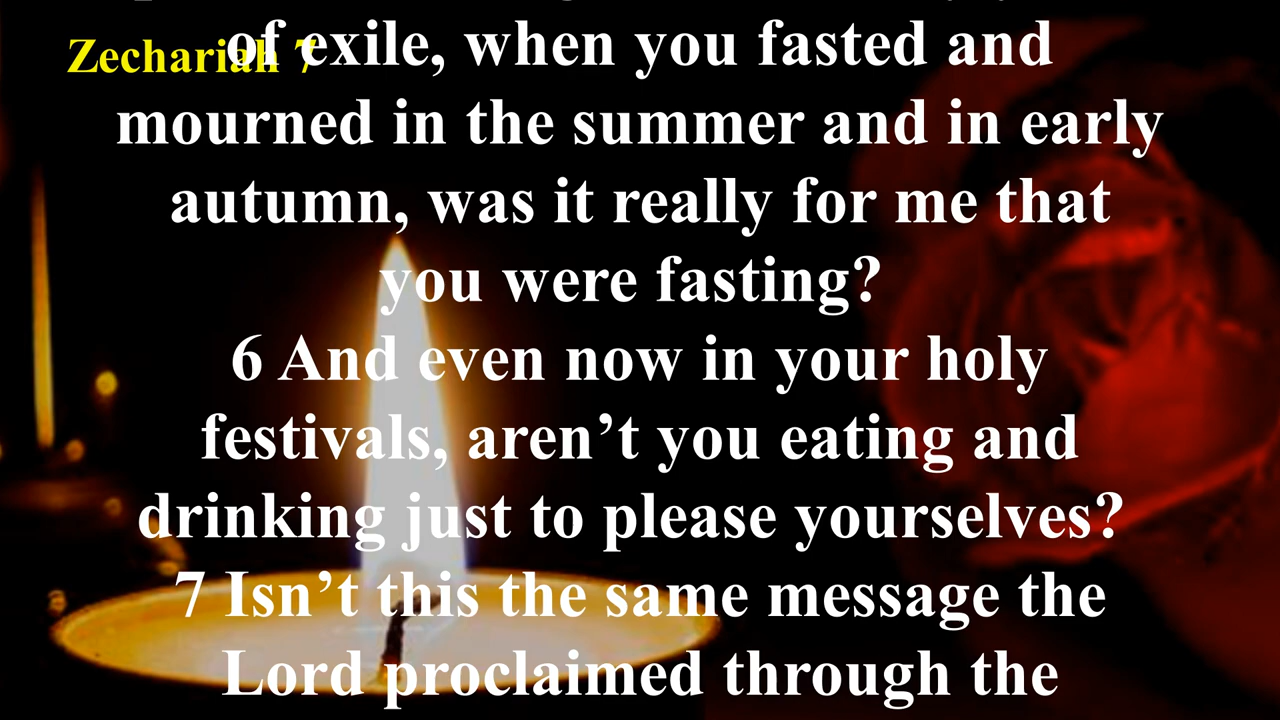 Zechariah 7
of exile, when you fasted and
mourned in the summer and in early
autumn, was it really for me that
you were fasting?
6 And even now in your holy
festivals, aren’t you eating and
drinking just to please yourselves?
7 Isn’t this the same message the
Lord proclaimed through the